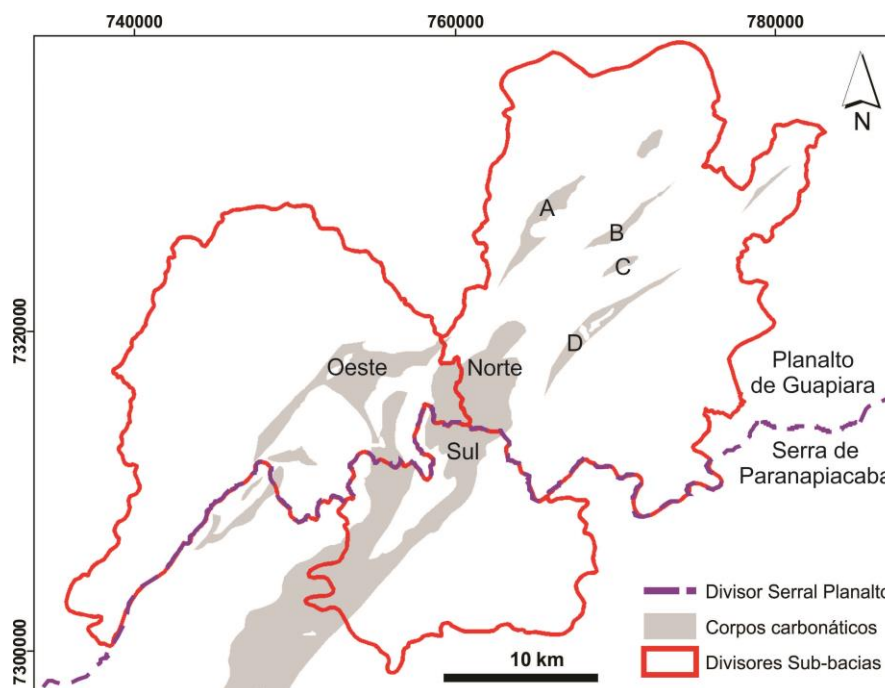 740000
760000
780000
N
A
B
C
7320000
D
Oeste
Norte
Planalto
de Guapiara
Sul
Serra de
Paranapiacaba
Divisor Serral Planalto
Corpos carbonáticos
7300000
10 km
Divisores Sub-bacias